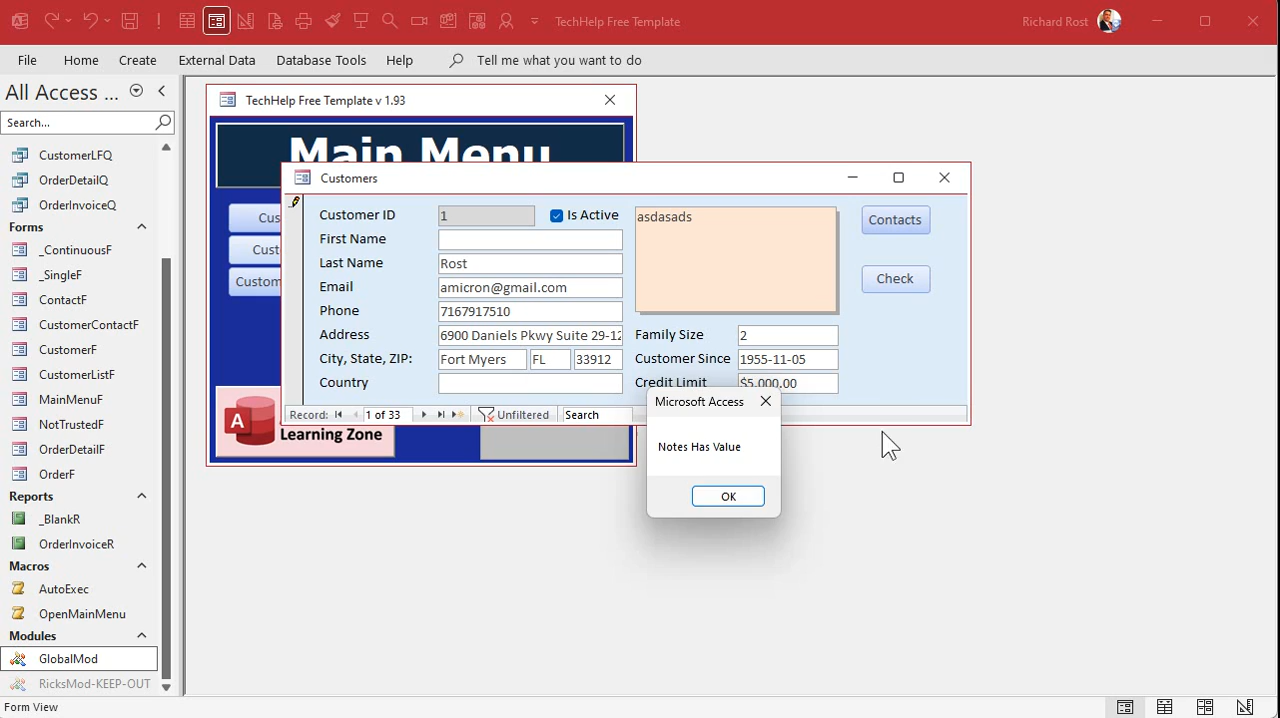 TechHelp Free Template
Richard Rost
File
Home
Create
External Data
Database Tools
Help
Tell me what you want to do
All Access ...
Search...
CustomerLFQ
OrderDetailQ
OrderInvoiceQ
Forms
_ContinuousF
_SingleF
ContactF
CustomerContactF
CustomerF
CustomerListF
MainMenuF
NotTrustedF
OrderDetailF
OrderF
Reports
_BlankR
OrderInvoiceR
Macros
AutoExec
OpenMainMenu
Modules
GlobalMod
RicksMod-KEEP-OUT
TechHelp Free Template v 1.93
Main Menu
Cus
Cust
Custom
A
Learning Zone
Customers
Customer ID 1 Is Active
First Name
Last Name Rost
Email amicron@gmail.com
Phone 7167917510
Address 6900 Daniels Pkwy Suite 29-12
City, State, ZIP: Fort Myers FL 33912
Country
asdasads
Family Size 2
Customer Since 1955-11-05
Credit Limit $5,000.00
Contacts
Check
Record: 1 of 33 Unfiltered Search
Microsoft Access
Notes Has Value
OK
Form View